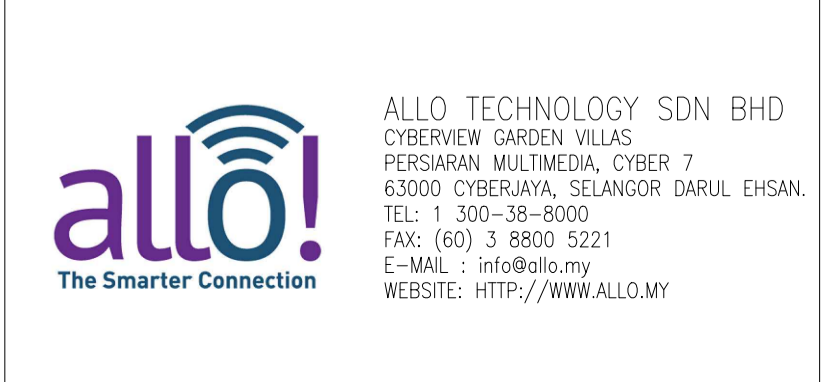 allo!
The Smarter Connection
ALLO TECHNOLOGY SDN BHD
CYBERVIEW GARDEN VILLAS
PERSIARAN MULTIMEDIA, CYBER 7
63000 CYBERJAYA, SELANGOR DARUL EHSAN.
TEL: 1 300-38-8000
FAX: (60) 3 8800 5221
E-MAIL : info@allo.my
WEBSITE: HTTP://WWW.ALLO.MY